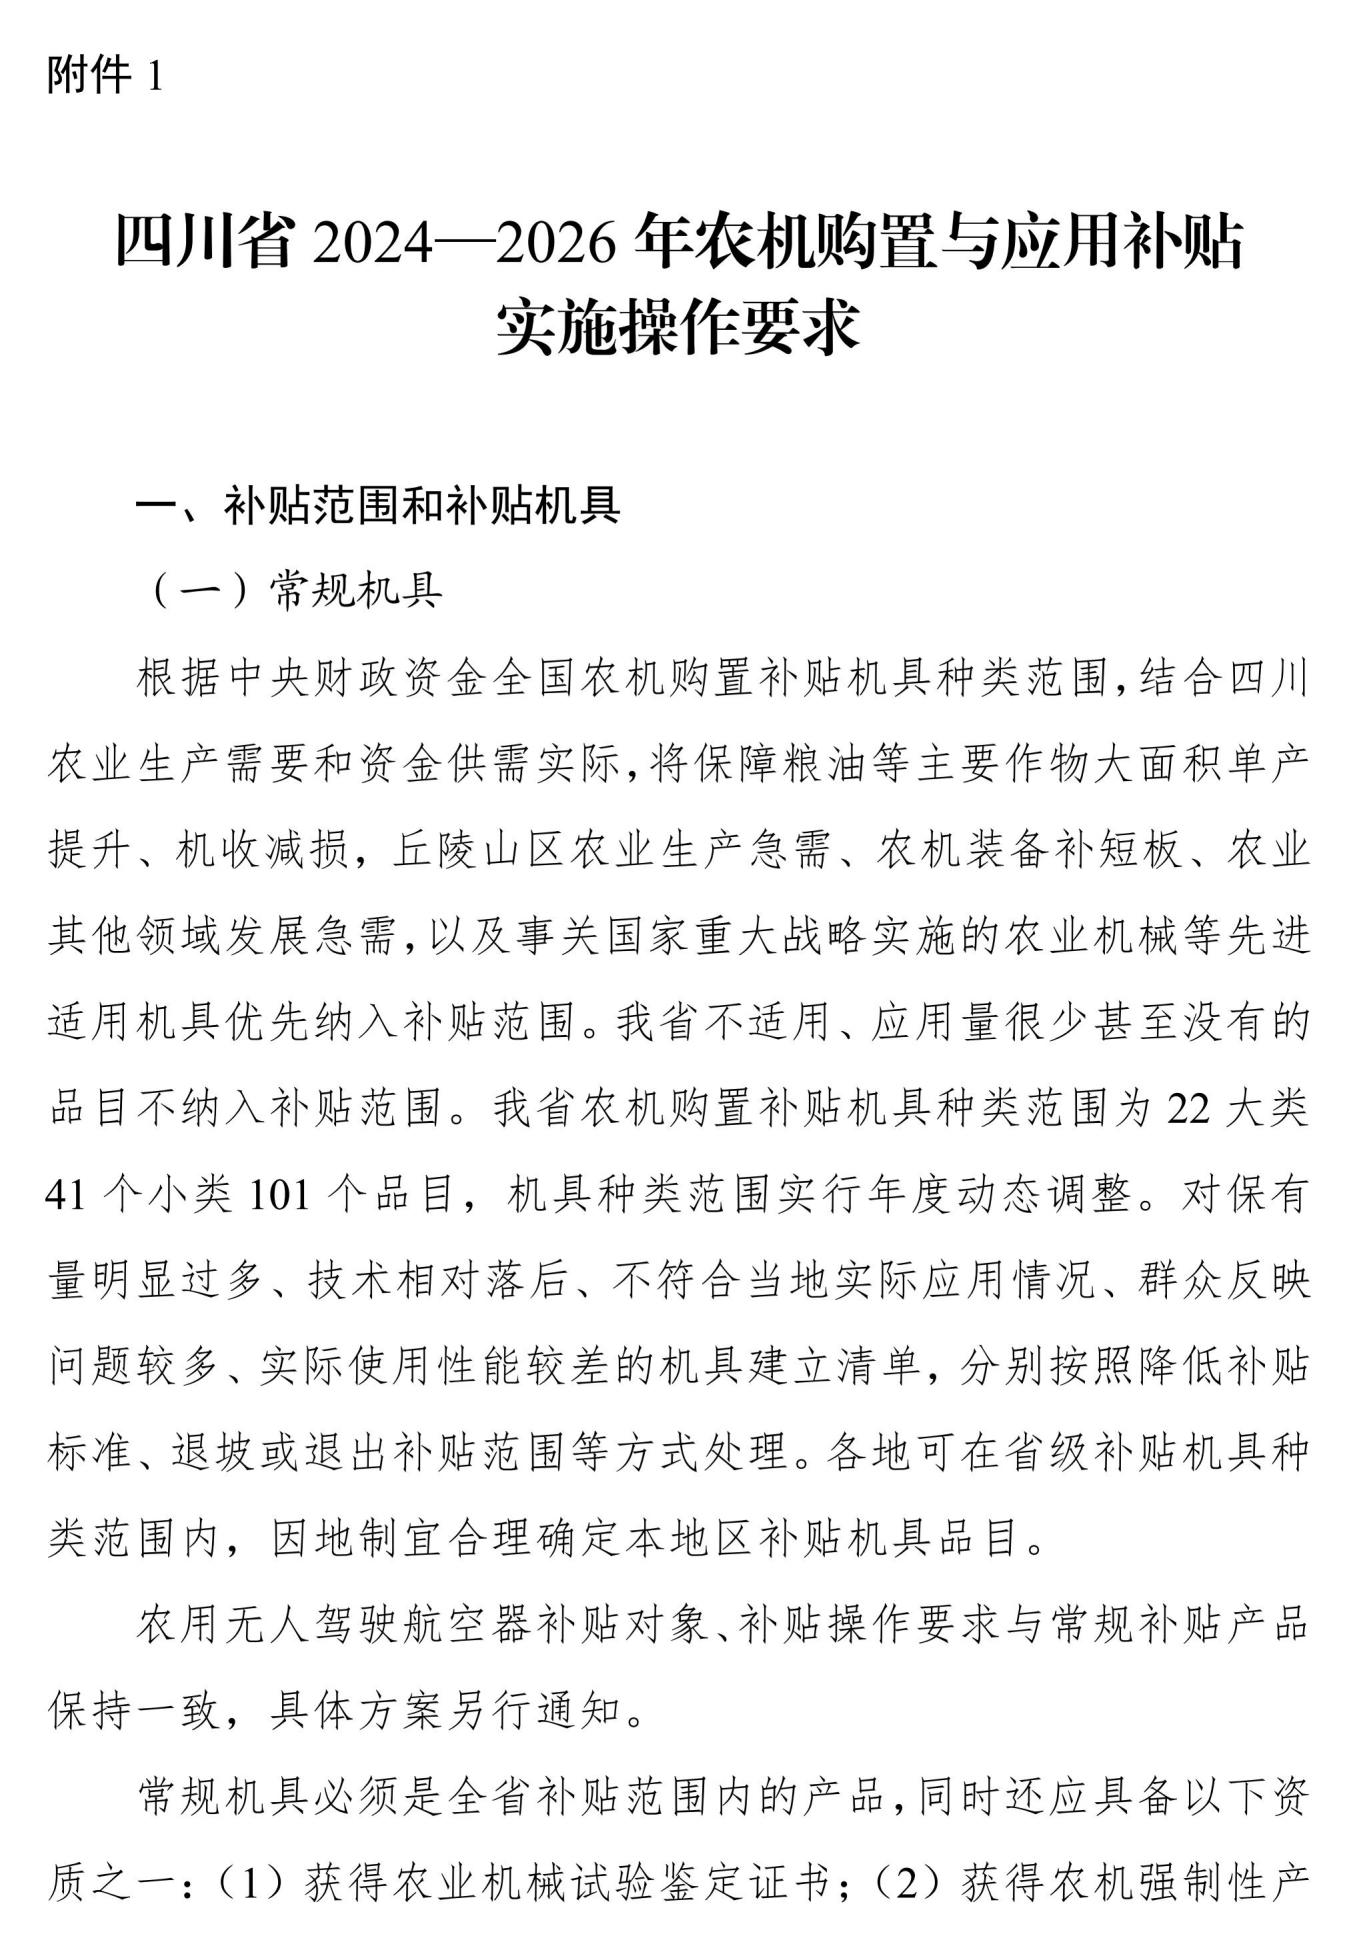 附件 1
四川省 2024—2026 年农机购置与应用补贴
实施操作要求
一、补贴范围和补贴机具
（一）常规机具
根据中央财政资金全国农机购置补贴机具种类范围，结合四川
农业生产需要和资金供需实际，将保障粮油等主要作物大面积单产
提升、机收减损，丘陵山区农业生产急需、农机装备补短板、农业
其他领域发展急需，以及事关国家重大战略实施的农业机械等先进
适用机具优先纳入补贴范围。我省不适用、应用量很少甚至没有的
品目不纳入补贴范围。我省农机购置补贴机具种类范围为 22 大类
41 个小类 101 个品目，机具种类范围实行年度动态调整。对保有
量明显过多、技术相对落后、不符合当地实际应用情况、群众反映
问题较多、实际使用性能较差的机具建立清单，分别按照降低补贴
标准、退坡或退出补贴范围等方式处理。各地可在省级补贴机具种
类范围内，因地制宜合理确定本地区补贴机具品目。
农用无人驾驶航空器补贴对象、补贴操作要求与常规补贴产品
保持一致，具体方案另行通知。
常规机具必须是全省补贴范围内的产品，同时还应具备以下资
质之一：（1）获得农业机械试验鉴定证书；（2）获得农机强制性产